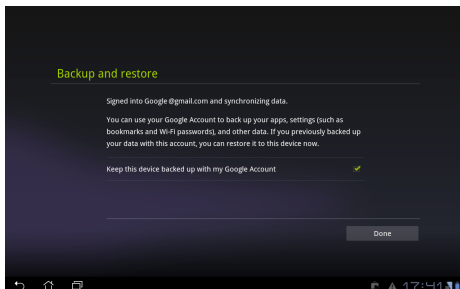 Backup and restore
Signed into Google @gmail.com and synchronizing data.
You can use your Google Account to back up your apps, settings (such as
bookmarks and Wi-Fi passwords), and other data. If you previously backed up
your data with this account, you can restore it to this device now.
Keep this device backed up with my Google Account
Done
17:41